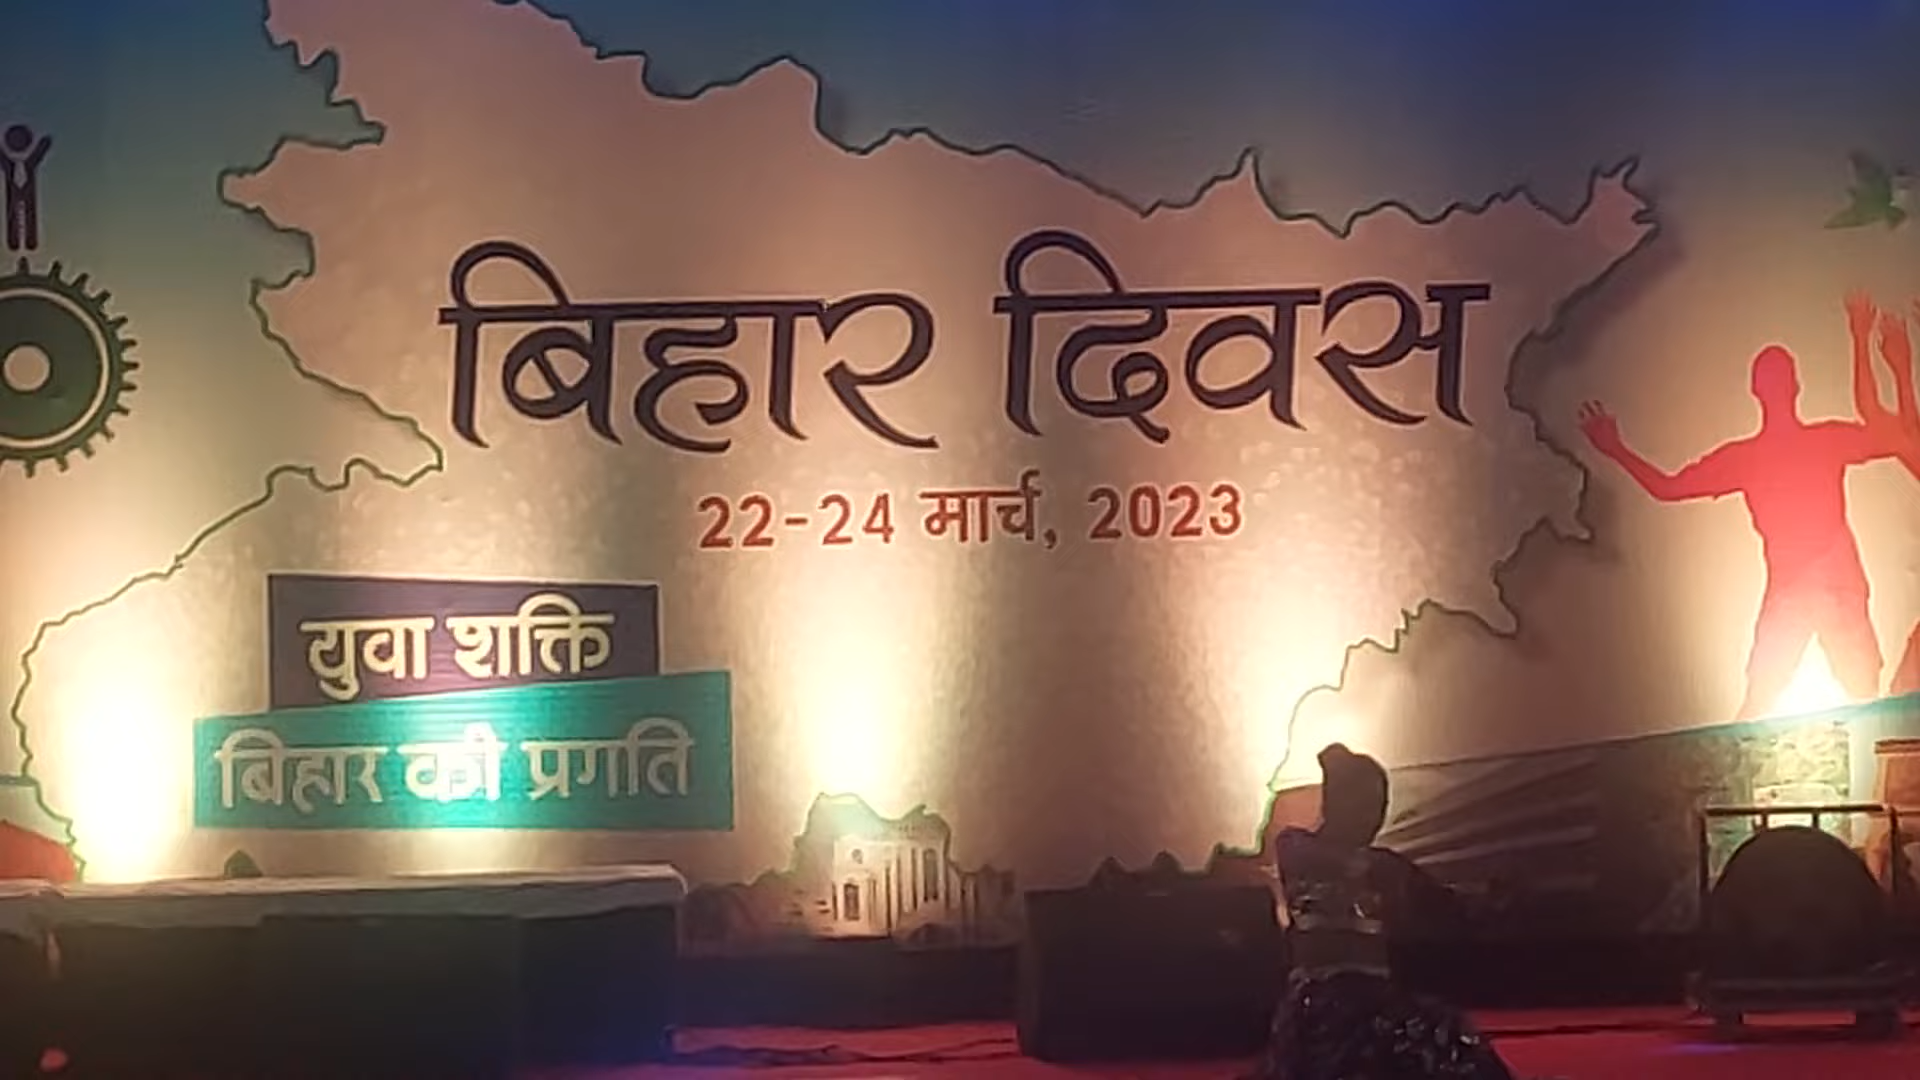 बिहार दिवस
22-24 मार्च, 2023
युवा शक्ति
बिहार की प्रगति